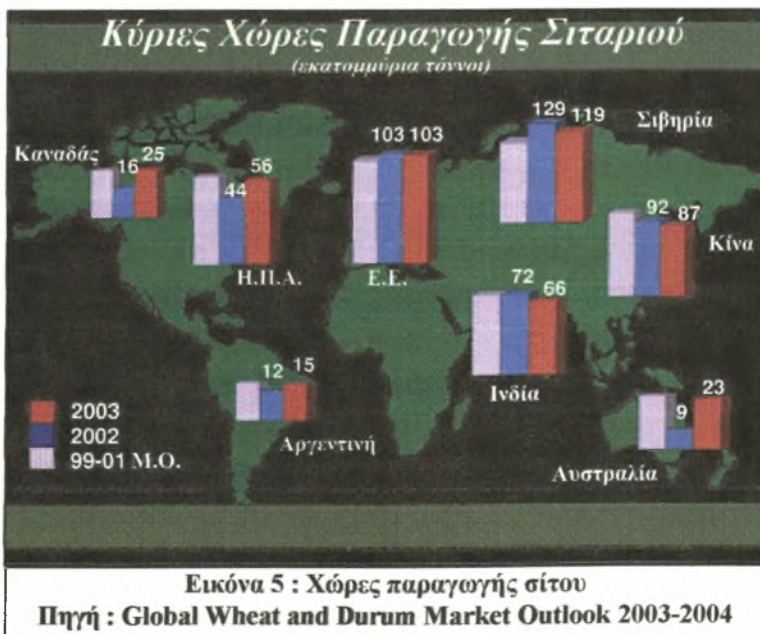 Κύριες Χώρες Παραγωγής Σιταριού
(εκατομμύρια τόννοι)
Καναδάς
16 25
44 56
Η.Π.Α.
103 103
Ε.Ε.
129 119
Σιβηρία
92 87
Κίνα
72 66
Ινδία
12 15
Αργεντινή
9 23
Αυστραλία
2003
2002
99-01 Μ.Ο.
Εικόνα 5 : Χώρες παραγωγής σίτου
Πηγή : Global Wheat and Durum Market Outlook 2003-2004